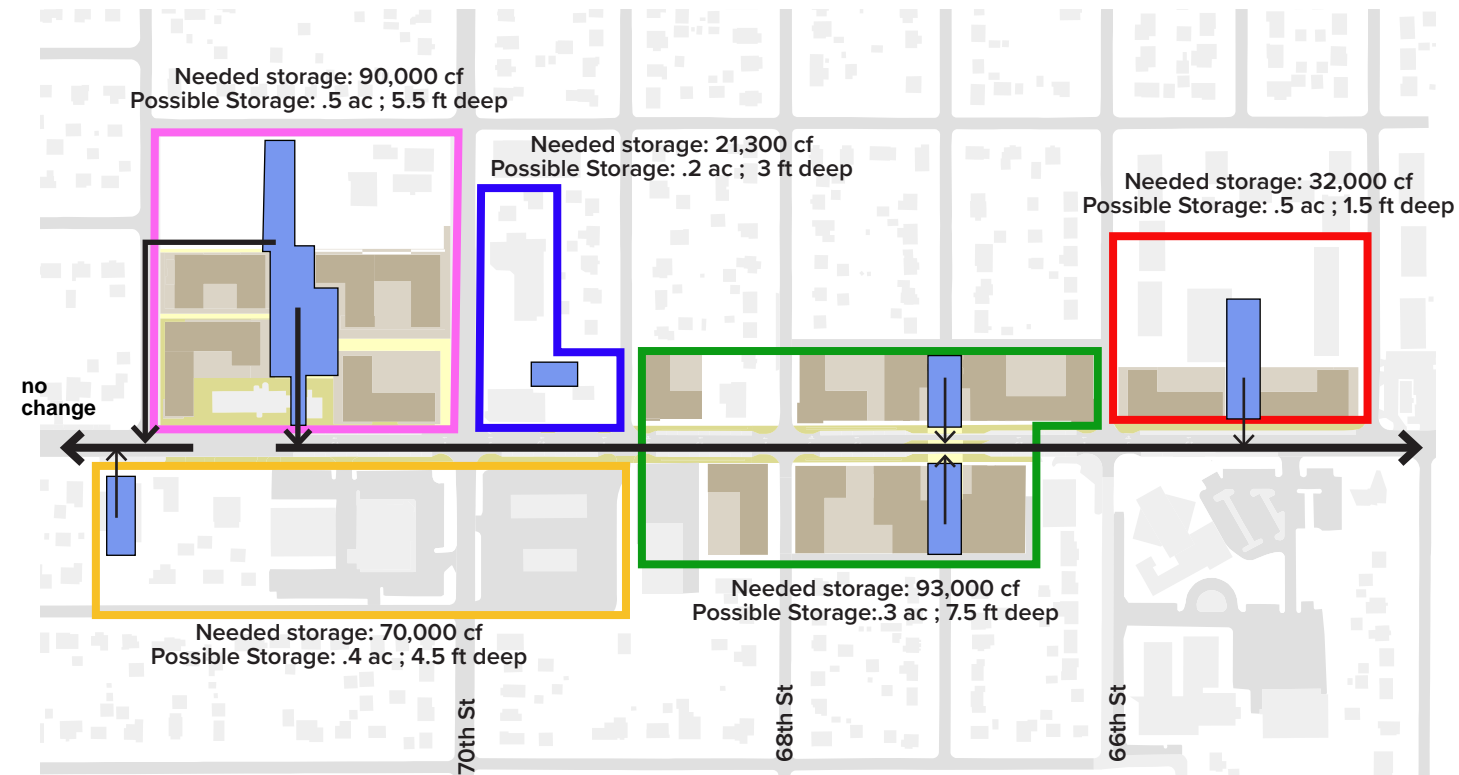 Needed storage: 90,000 cf
Possible Storage: .5 ac ; 5.5 ft deep
Needed storage: 21,300 cf
Possible Storage: .2 ac ;  3 ft deep
Needed storage: 32,000 cf
Possible Storage: .5 ac ; 1.5 ft deep
no
change
Needed storage: 93,000 cf
Possible Storage:.3 ac ; 7.5 ft deep
Needed storage: 70,000 cf
Possible Storage: .4 ac ; 4.5 ft deep
70th St
68th St
66th St